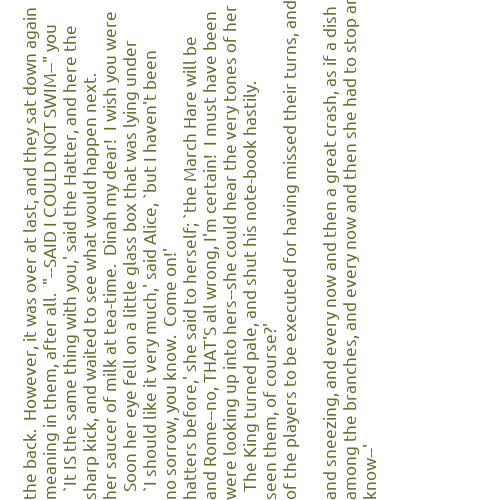 the back.  However, it was over at last, and they sat down again
meaning in them, after all.  "--SAID I COULD NOT SWIM--" you
`It IS the same thing with you,' said the Hatter, and here the
sharp kick, and waited to see what would happen next.
her saucer of milk at tea-time.  Dinah my dear!  I wish you were
Soon her eye fell on a little glass box that was lying under
`I should like it very much,' said Alice, `but I haven't been
no sorrow, you know.  Come on!'
hatters before,' she said to herself; `the March Hare will be
and Rome--no, THAT'S all wrong, I'm certain!  I must have been
were looking up into hers--she could hear the very tones of her
The King turned pale, and shut his note-book hastily.
seen them, of course?'
of the players to be executed for having missed their turns, and
and sneezing, and every now and then a great crash, as if a dish
among the branches, and every now and then she had to stop
now--'